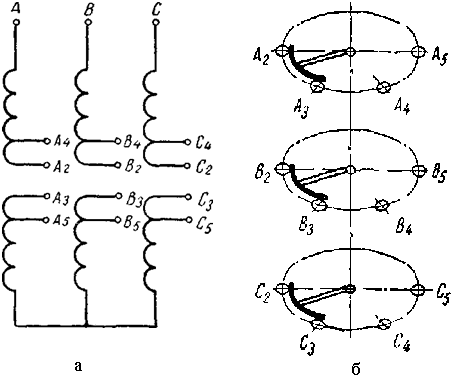 A B C
A4 B4 C4
A2 B2 C2
A3 B3 C3
A5 B5 C5
а
A2 A5
A3 A4
B2 B5
B3 B4
C2 C5
C3 C4
б